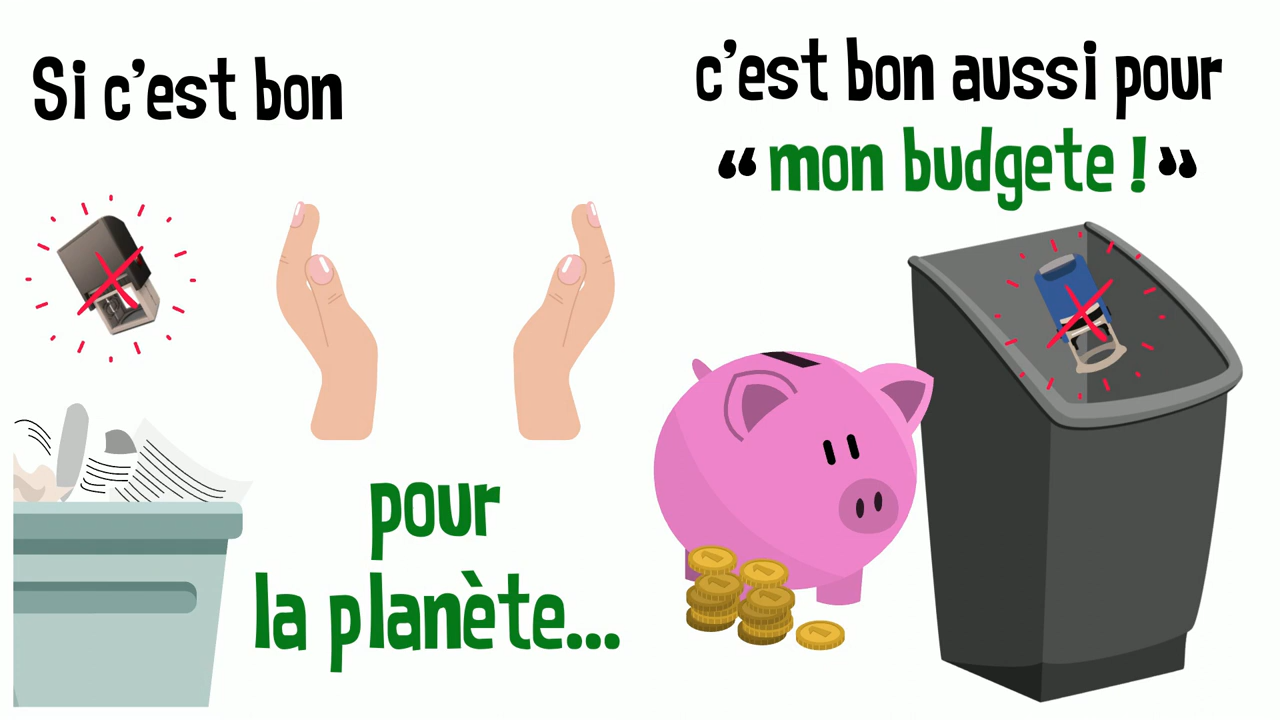 Si c’est bon
pour
la planète...
c’est bon aussi pour
“ mon budgete ! ”